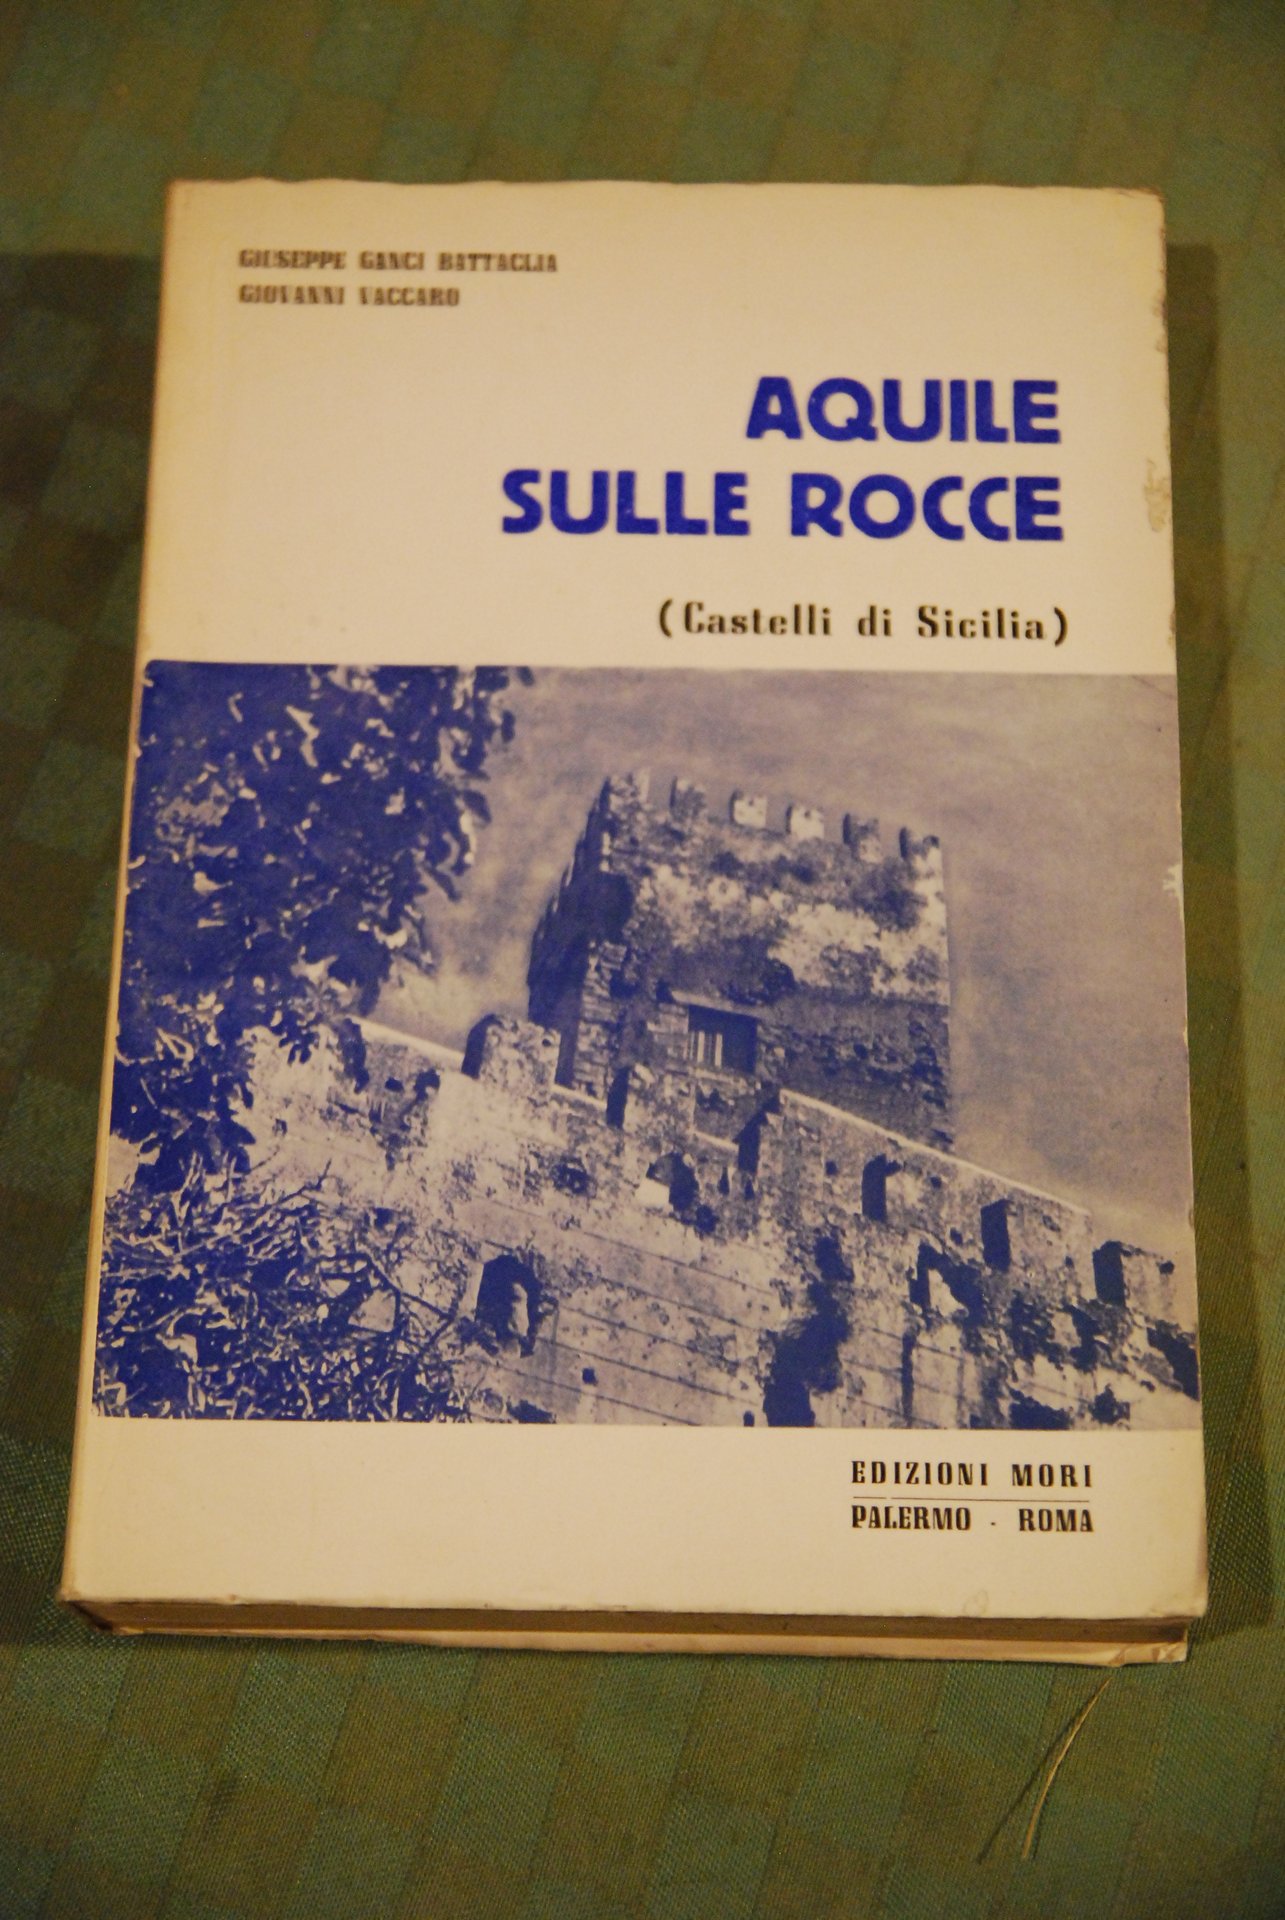 GIUSEPPE GANCI BATTAGLIA
GIOVANNI VACCARO
AQUILE
SULLE ROCCE
(Castelli di Sicilia)
EDIZIONI MORI
PALERMO - ROMA